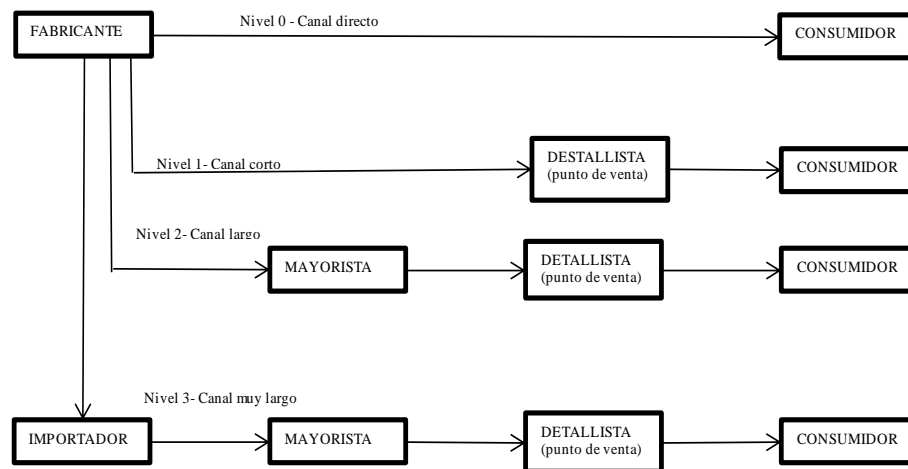 Nivel 0 - Canal directo
FABRICANTE
CONSUMIDOR
Nivel 1- Canal corto
DESTALLISTA
(punto de venta)
CONSUMIDOR
Nivel 2- Canal largo
MAYORISTA
DETALLISTA
(punto de venta)
CONSUMIDOR
Nivel 3- Canal muy largo
IMPORTADOR
MAYORISTA
DETALLISTA
(punto de venta)
CONSUMIDOR